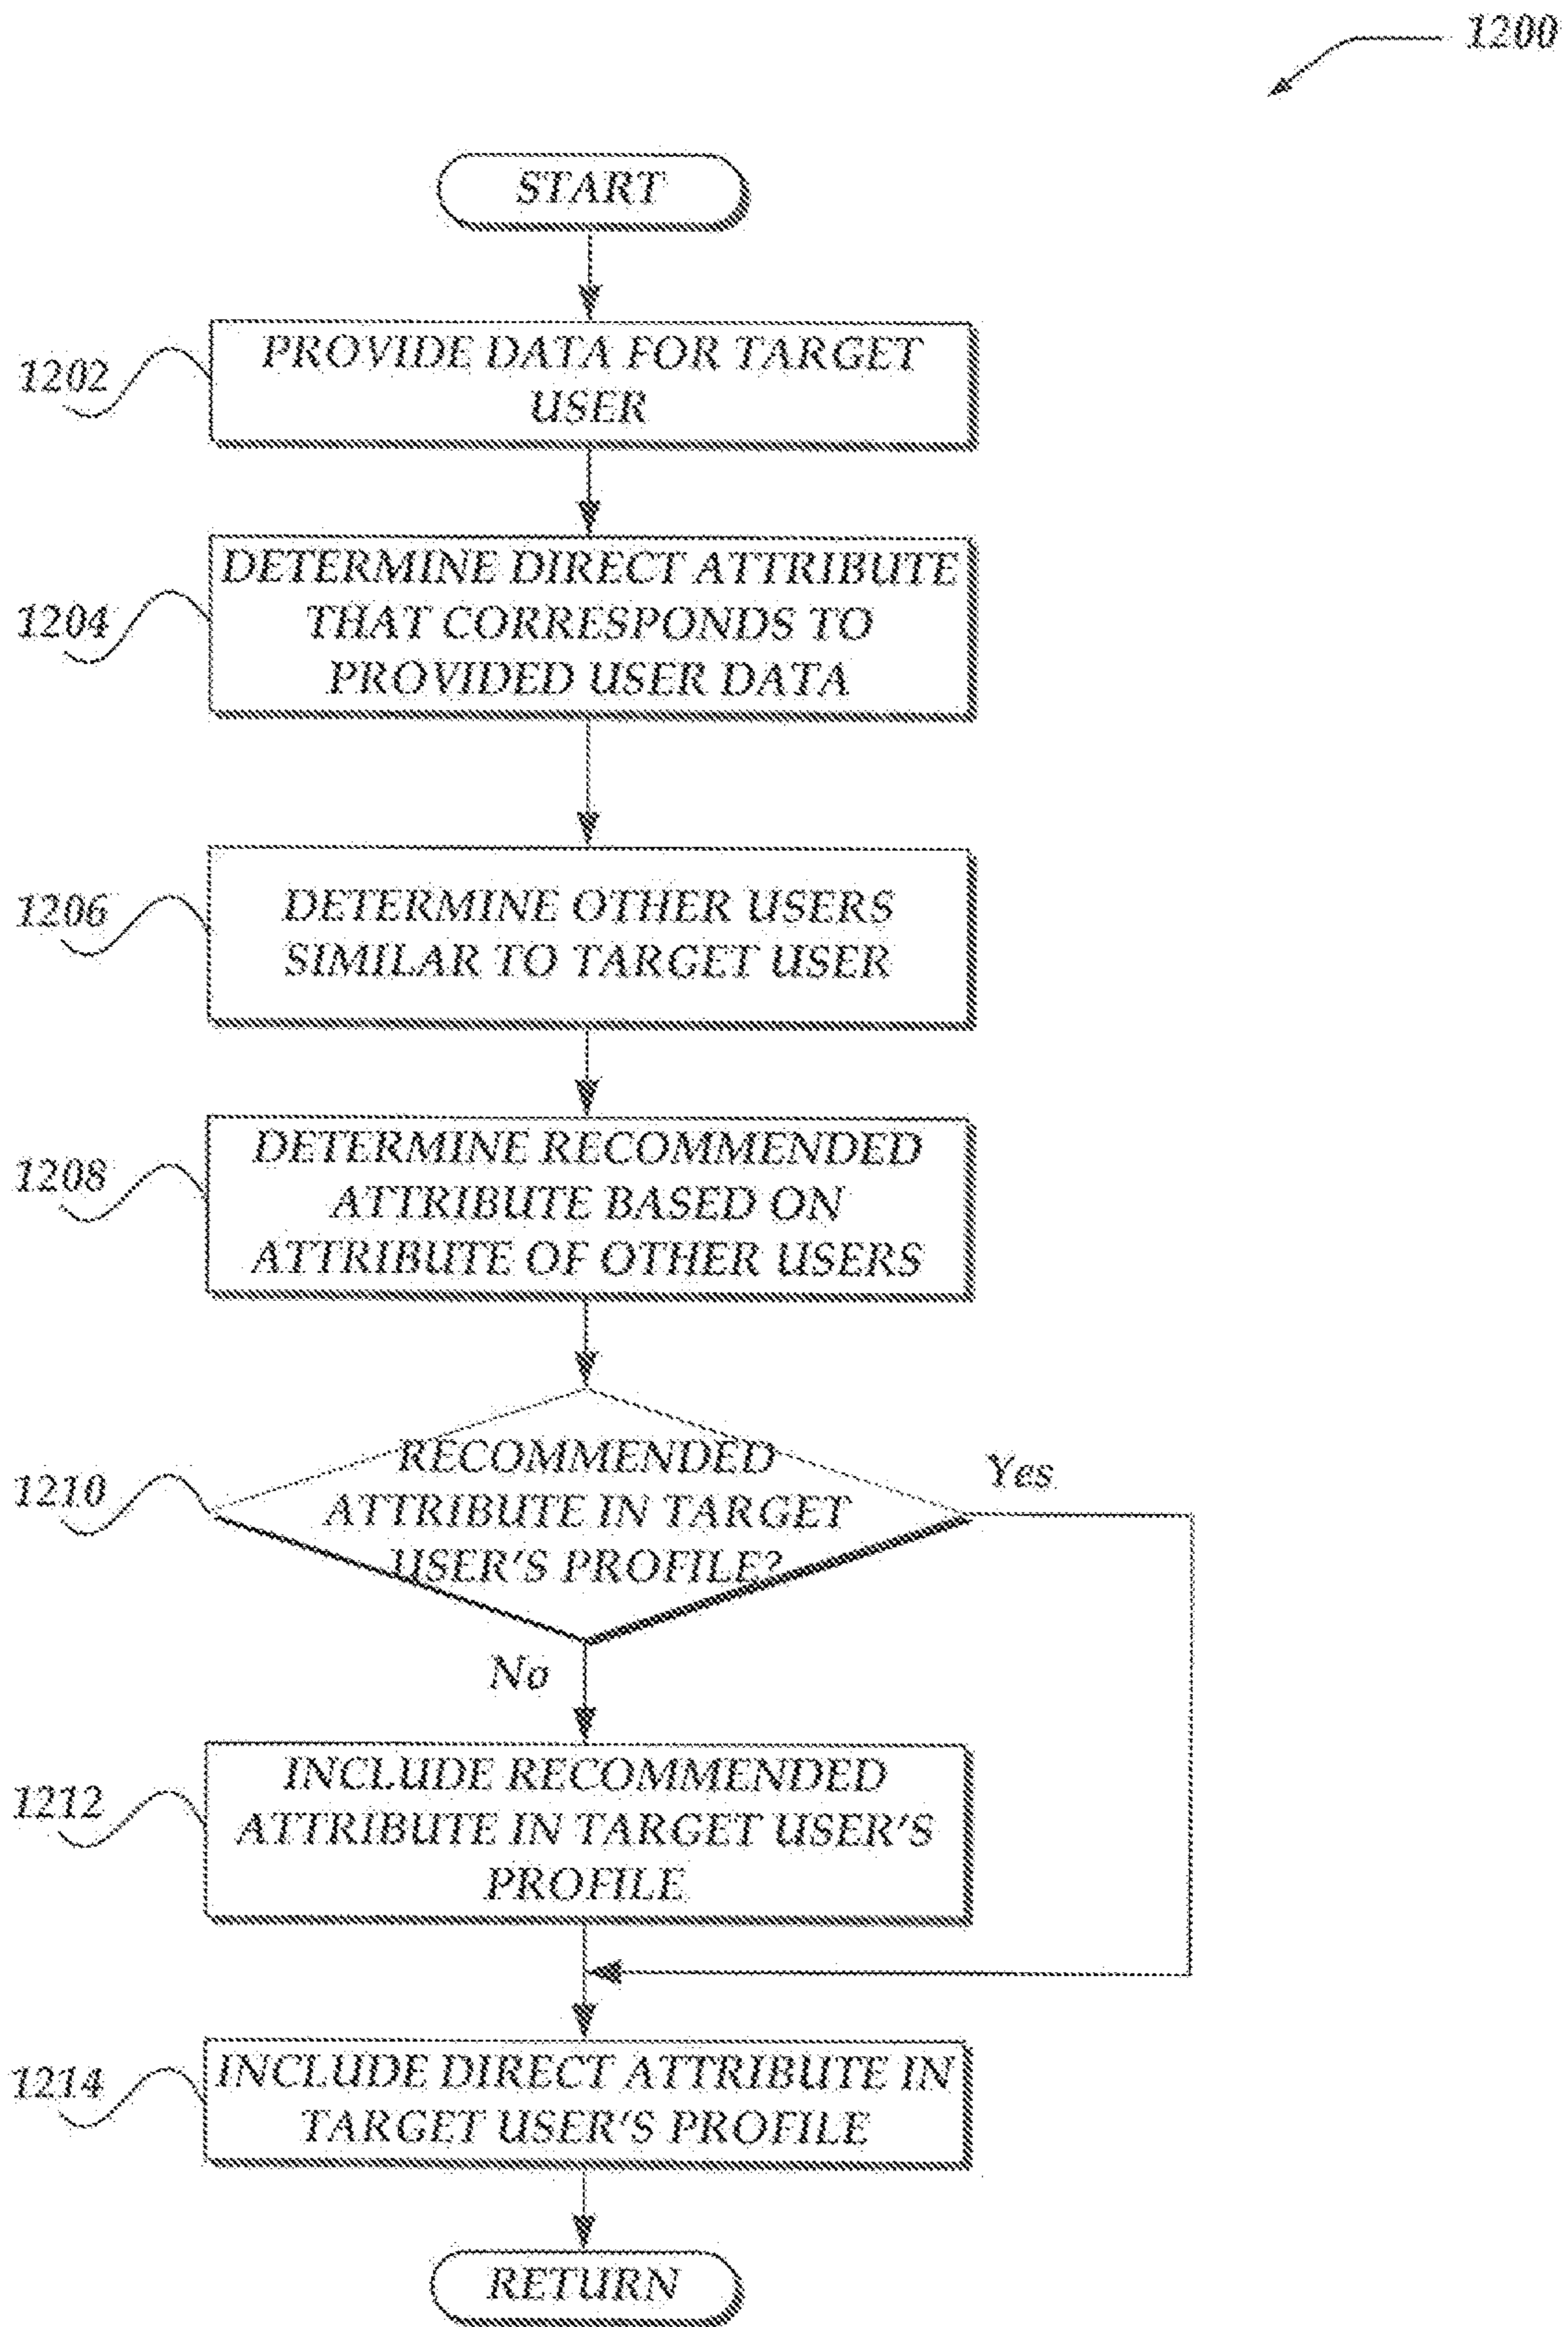 1200
START
1202
PROVIDE DATA FOR TARGET
USER
1204
DETERMINE DIRECT ATTRIBUTE
THAT CORRESPONDS TO
PROVIDED USER DATA
1206
DETERMINE OTHER USERS
SIMILAR TO TARGET USER
1208
DETERMINE RECOMMENDED
ATTRIBUTE BASED ON
ATTRIBUTE OF OTHER USERS
1210
RECOMMENDED
ATTRIBUTE IN TARGET
USER'S PROFILE?
Yes
No
1212
INCLUDE RECOMMENDED
ATTRIBUTE IN TARGET USER'S
PROFILE
1214
INCLUDE DIRECT ATTRIBUTE IN
TARGET USER'S PROFILE
RETURN